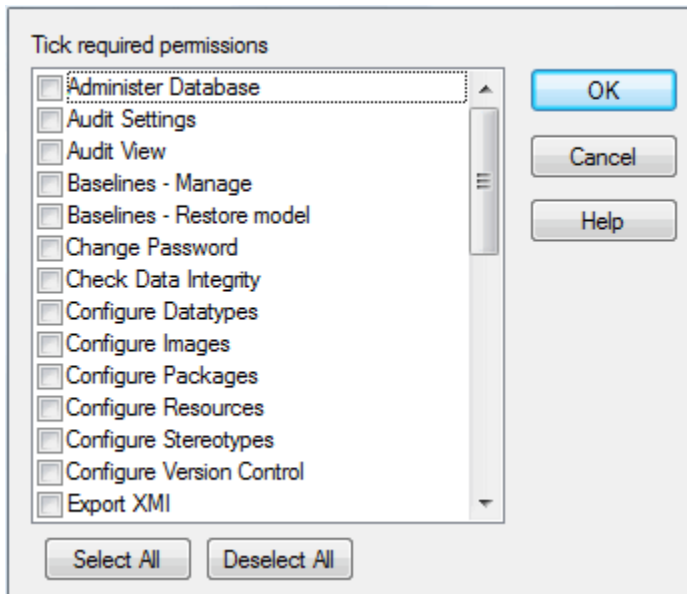 Tick required permissions
Administer Database
Audit Settings
Audit View
Baselines - Manage
Baselines - Restore model
Change Password
Check Data Integrity
Configure Datatypes
Configure Images
Configure Packages
Configure Resources
Configure Stereotypes
Configure Version Control
Export XMI
OK
Cancel
Help
Select All
Deselect All